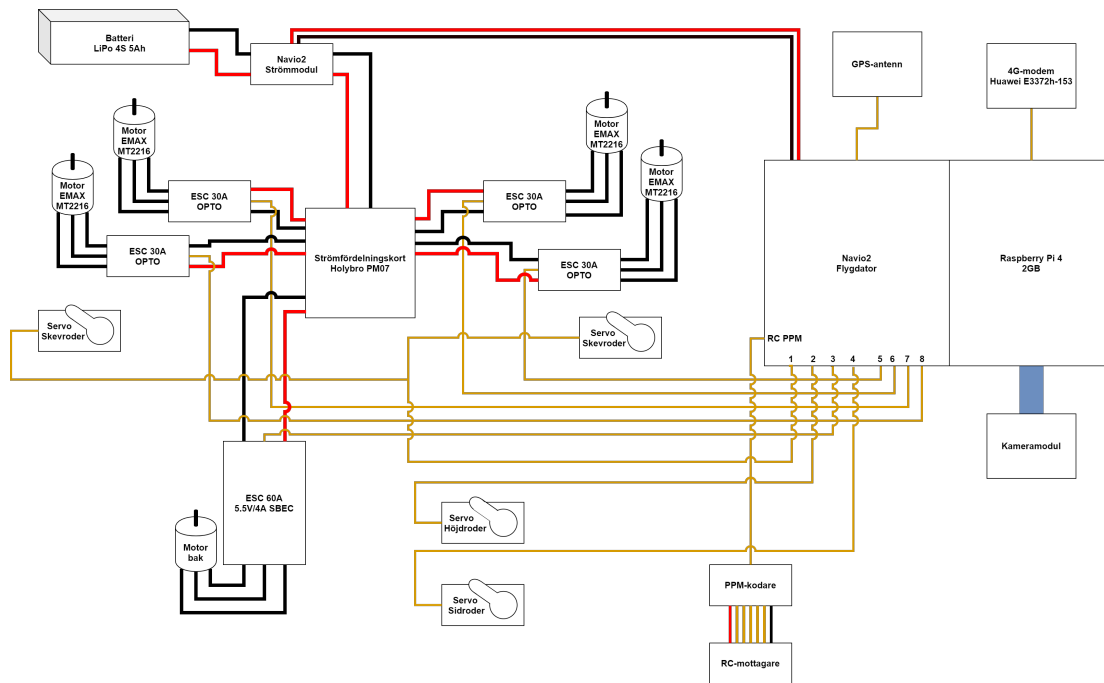 Batteri
LiPo 4S 5Ah
Navio2
Strömmodul
GPS-antenn
4G-modem
Huawei E3372h-153
Motor
EMAX
MT2216
Motor
EMAX
MT2216
Motor
EMAX
MT2216
Motor
EMAX
MT2216
ESC 30A
OPTO
ESC 30A
OPTO
ESC 30A
OPTO
ESC 30A
OPTO
Strömfördelningskort
Holybro PM07
Navio2
Flygdator
Raspberry Pi 4
2GB
Servo
Skevroder
Servo
Skevroder
RC PPM
1 2 3 4 5 6 7 8
Kameramodul
ESC 60A
5.5V/4A SBEC
Servo
Höjdroder
Motor
bak
Servo
Sidroder
PPM-kodare
RC-mottagare